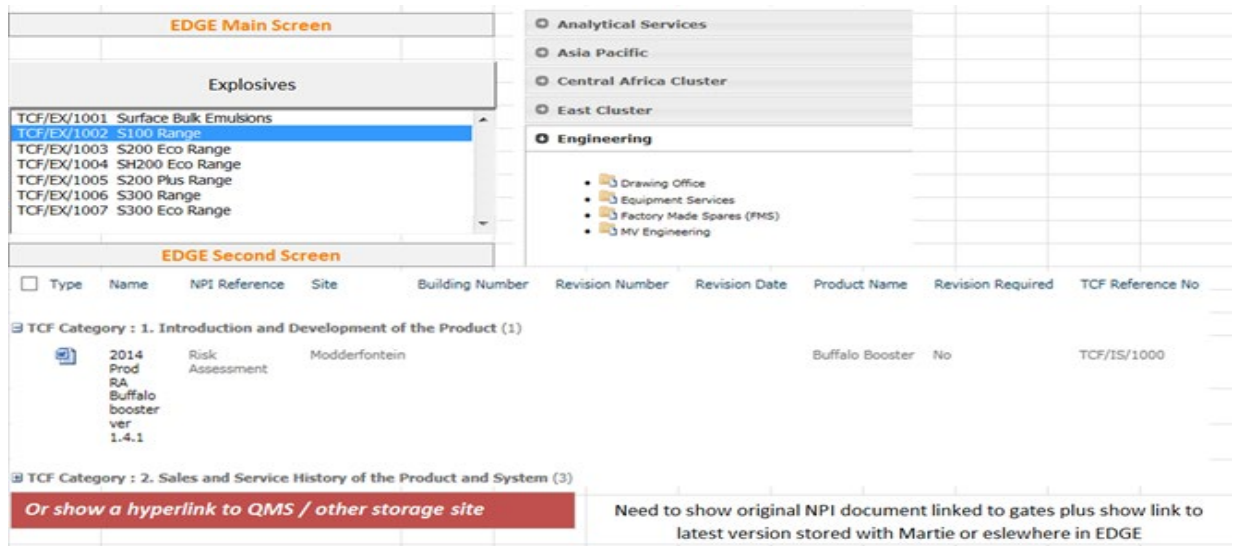 EDGE Main Screen
Explosives
TCF/EX/1001 Surface Bulk Emulsions
TCF/EX/1002 S100 Range
TCF/EX/1003 S200 Eco Range
TCF/EX/1004 SH200 Eco Range
TCF/EX/1005 S200 Plus Range
TCF/EX/1006 S300 Range
TCF/EX/1007 S300 Eco Range
Analytical Services
Asia Pacific
Central Africa Cluster
East Cluster
Engineering
Drawing Office
Equipment Services
Factory Made Spares (FMS)
MV Engineering
EDGE Second Screen
Type Name NPI Reference Site Building Number Revision Number Revision Date Product Name Revision Required TCF Reference No
TCF Category : 1. Introduction and Development of the Product (1)
2014 Risk Modderfontein Buffalo Booster No TCF/IS/1000
Prod Assessment
RA
Buffalo
booster
ver
1.4.1
TCF Category : 2. Sales and Service History of the Product and System (3)
Or show a hyperlink to QMS / other storage site
Need to show original NPI document linked to gates plus show link to
latest version stored with Martie or eslewhere in EDGE